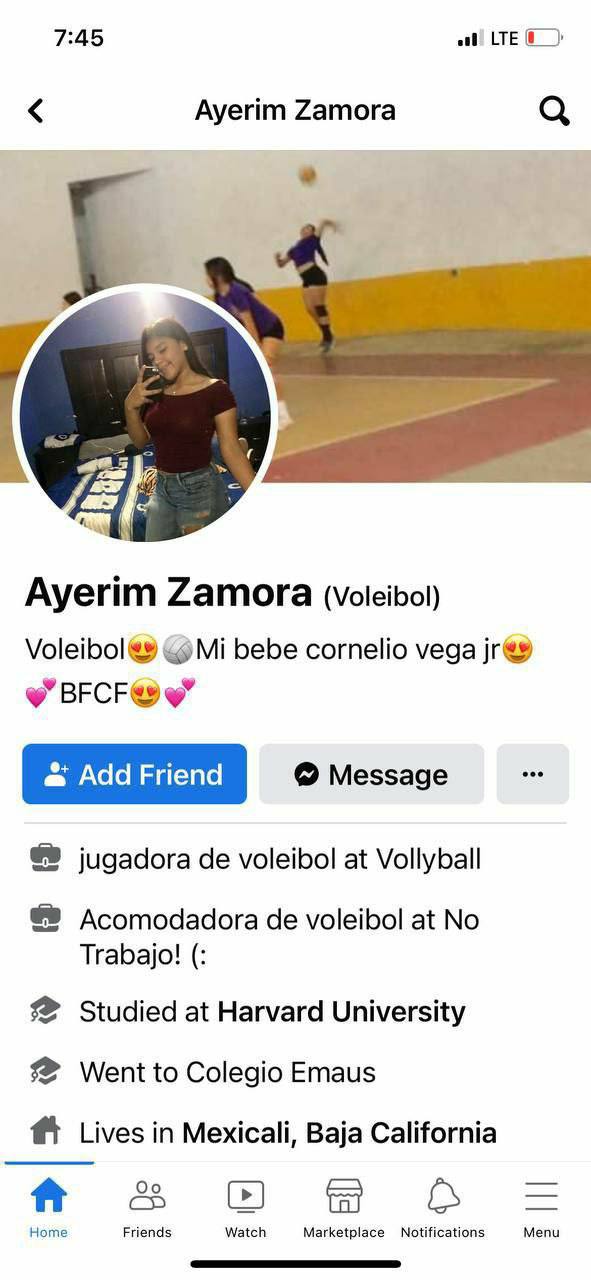 7:45
LTE
Ayerim Zamora
Ayerim Zamora (Voleibol)
Voleibol😍🏐Mi bebe cornelio vega jr😍
💕BFCF😍💕
Add Friend
Message
jugadora de voleibol at Vollyball
Acomodadora de voleibol at No
Trabajo! (:
Studied at Harvard University
Went to Colegio Emaus
Lives in Mexicali, Baja California
Home
Friends
Watch
Marketplace
Notifications
Menu